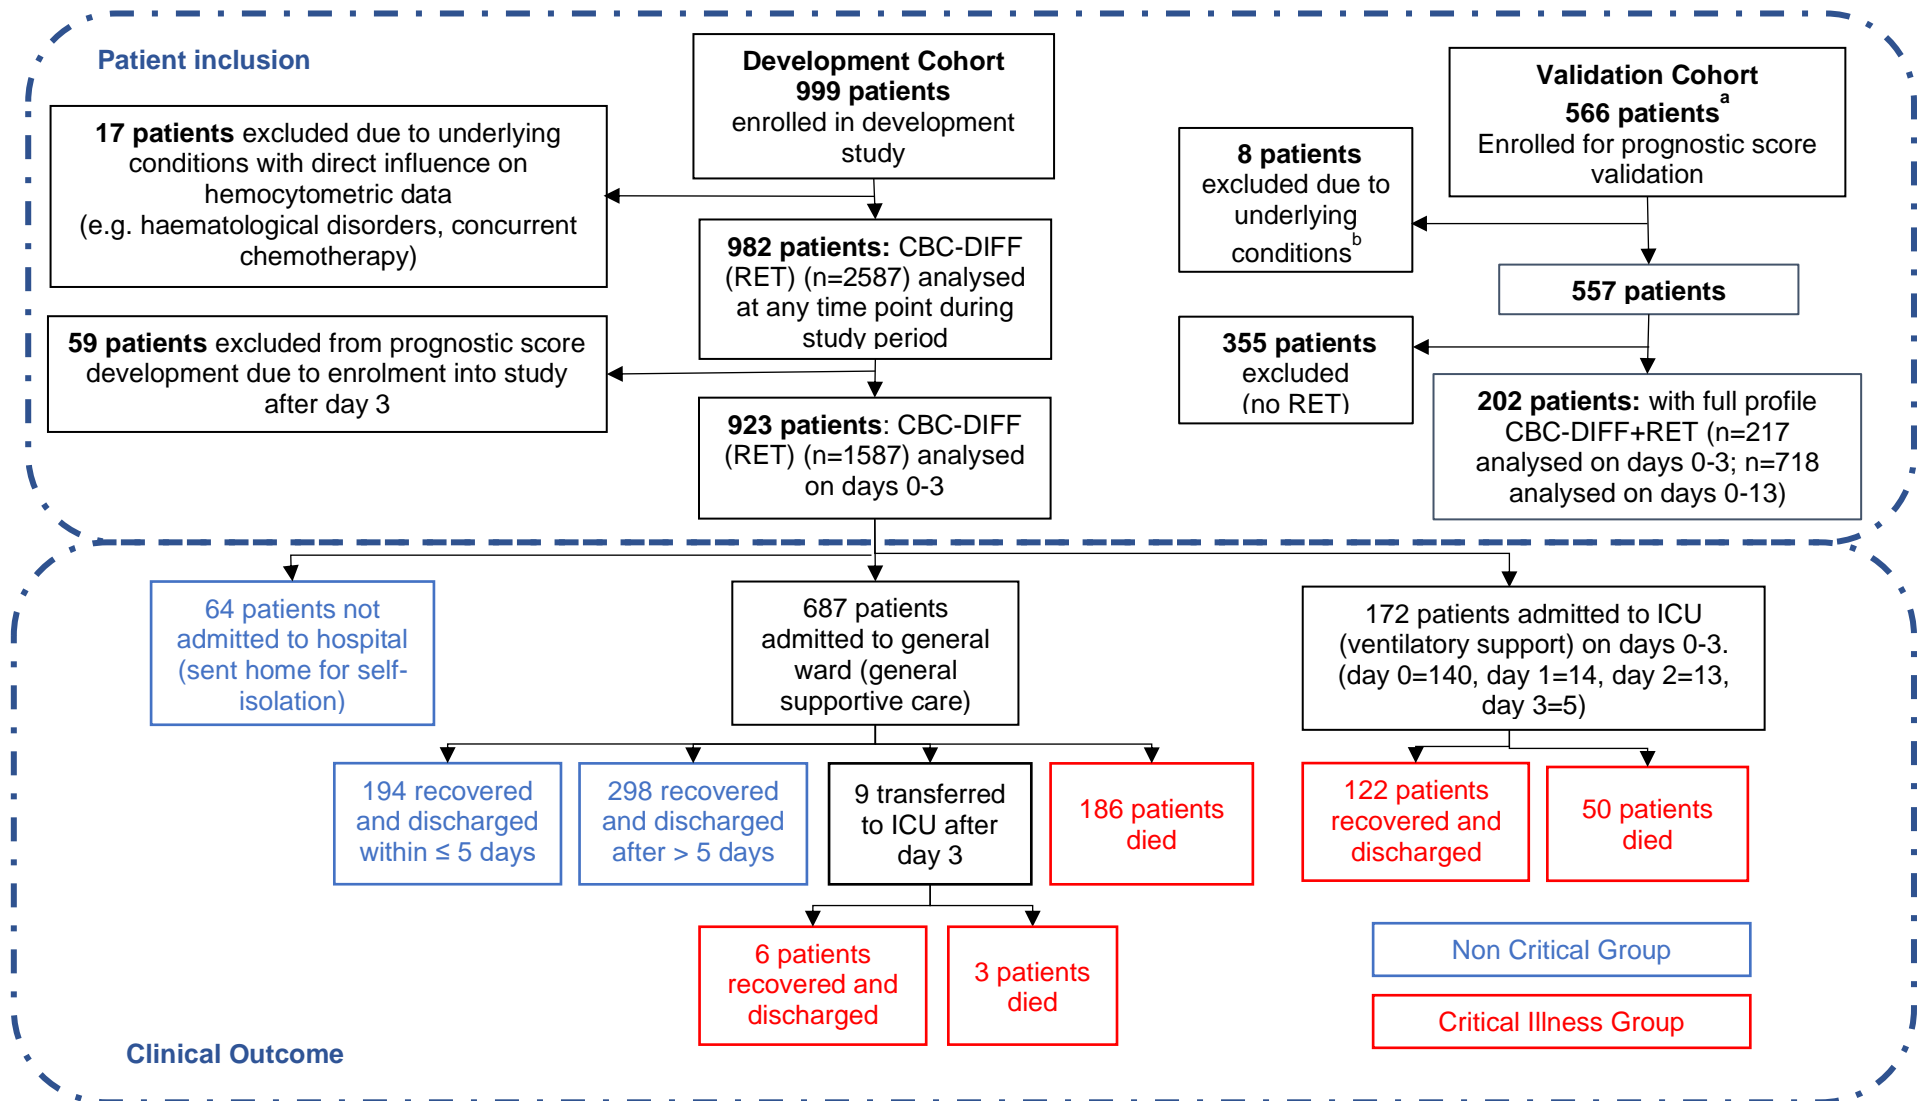 Patient inclusion
Development Cohort
999 patients
enrolled in development
study
Validation Cohort
566 patientsᵃ
Enrolled for prognostic score
validation
17 patients excluded due to underlying
conditions with direct influence on
hemocytometric data
(e.g. haematological disorders, concurrent
chemotherapy)
8 patients
excluded due to
underlying
conditionsᵇ
982 patients: CBC-DIFF
(RET) (n=2587) analysed
at any time point during
study period
557 patients
59 patients excluded from prognostic score
development due to enrolment into study
after day 3
355 patients
excluded
(no RET)
923 patients: CBC-DIFF
(RET) (n=1587) analysed
on days 0-3
202 patients: with full profile
CBC-DIFF+RET (n=217
analysed on days 0-3; n=718
analysed on days 0-13)
64 patients not
admitted to hospital
(sent home for self-
isolation)
687 patients
admitted to general
ward (general
supportive care)
172 patients admitted to ICU
(ventilatory support) on days 0-3.
(day 0=140, day 1=14, day 2=13,
day 3=5)
194 recovered
and discharged
within ≤ 5 days
298 recovered
and discharged
after > 5 days
9 transferred
to ICU after
day 3
186 patients
died
122 patients
recovered and
discharged
50 patients
died
6 patients
recovered and
discharged
3 patients
died
Non Critical Group
Critical Illness Group
Clinical Outcome